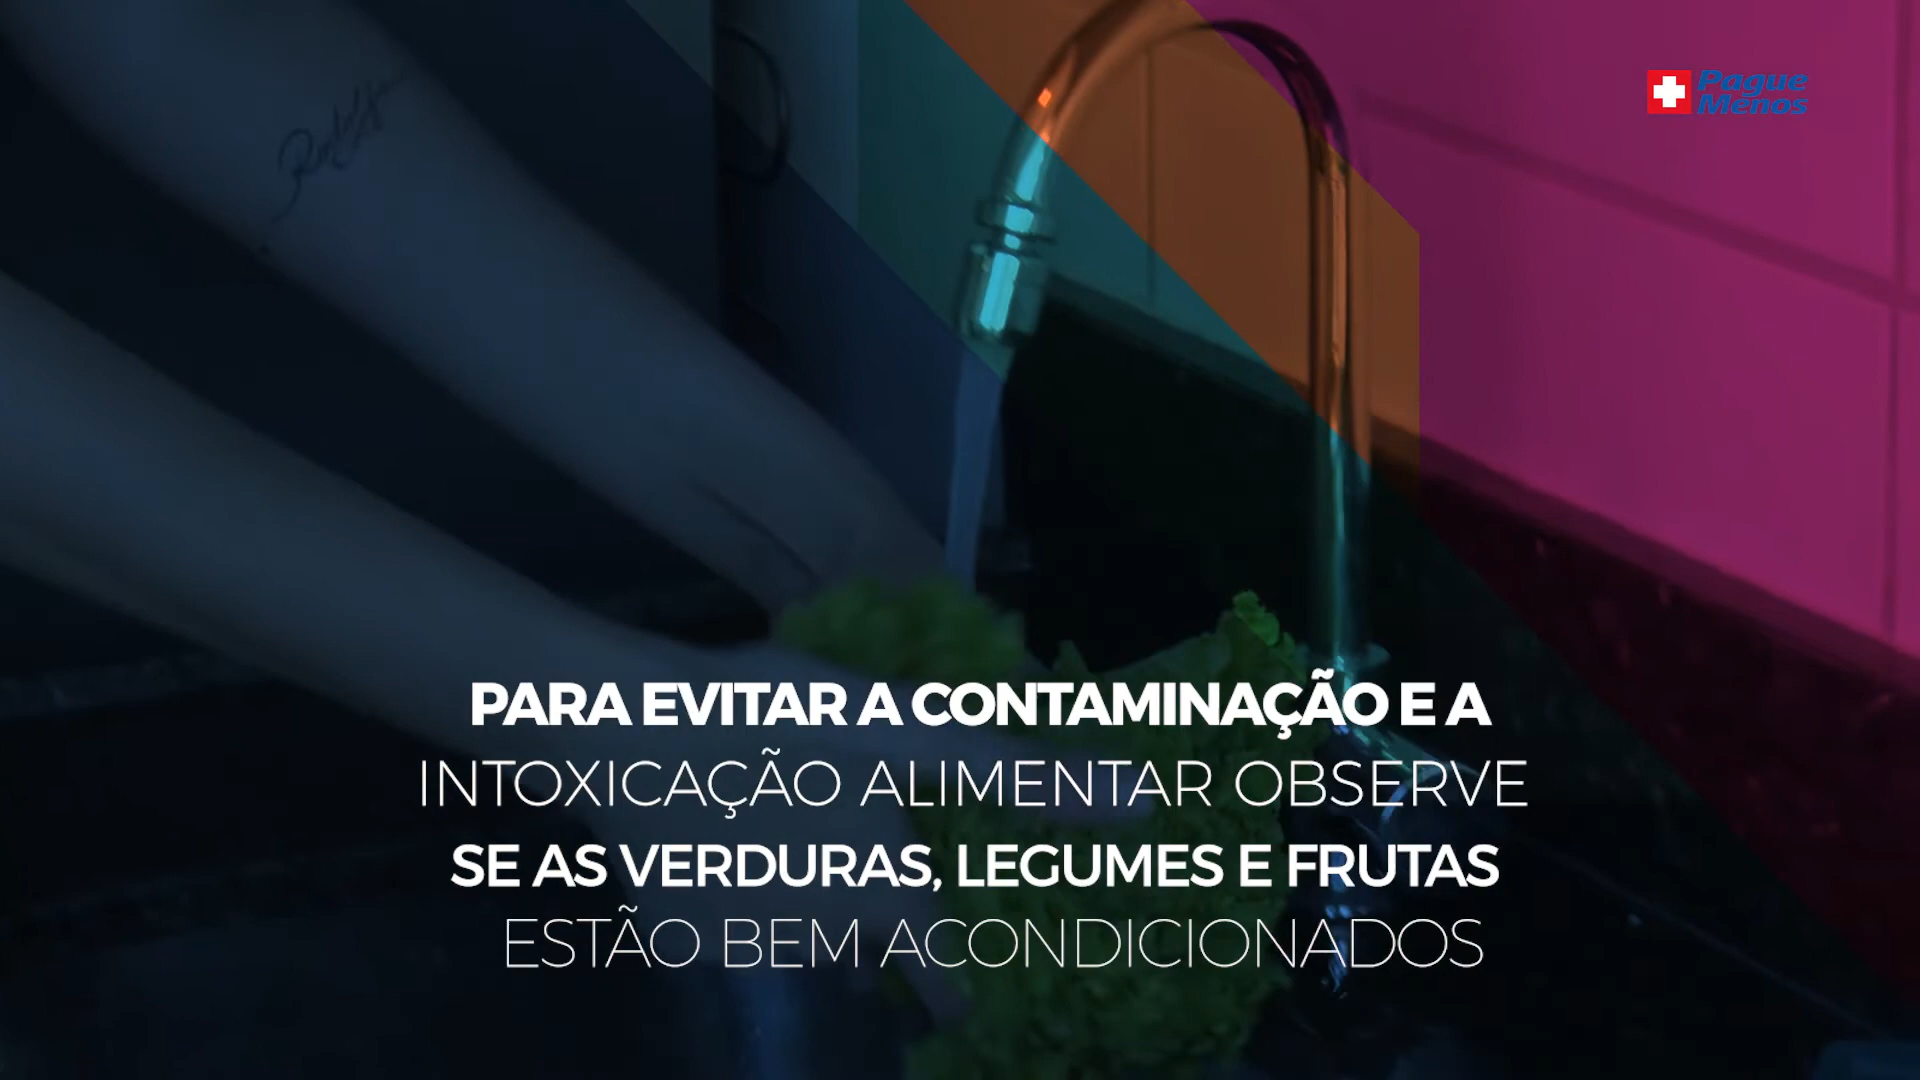 Pague
Menos
PARA EVITAR A CONTAMINAÇÃO E A
INTOXICAÇÃO ALIMENTAR OBSERVE
SE AS VERDURAS, LEGUMES E FRUTAS
ESTÃO BEM ACONDICIONADOS